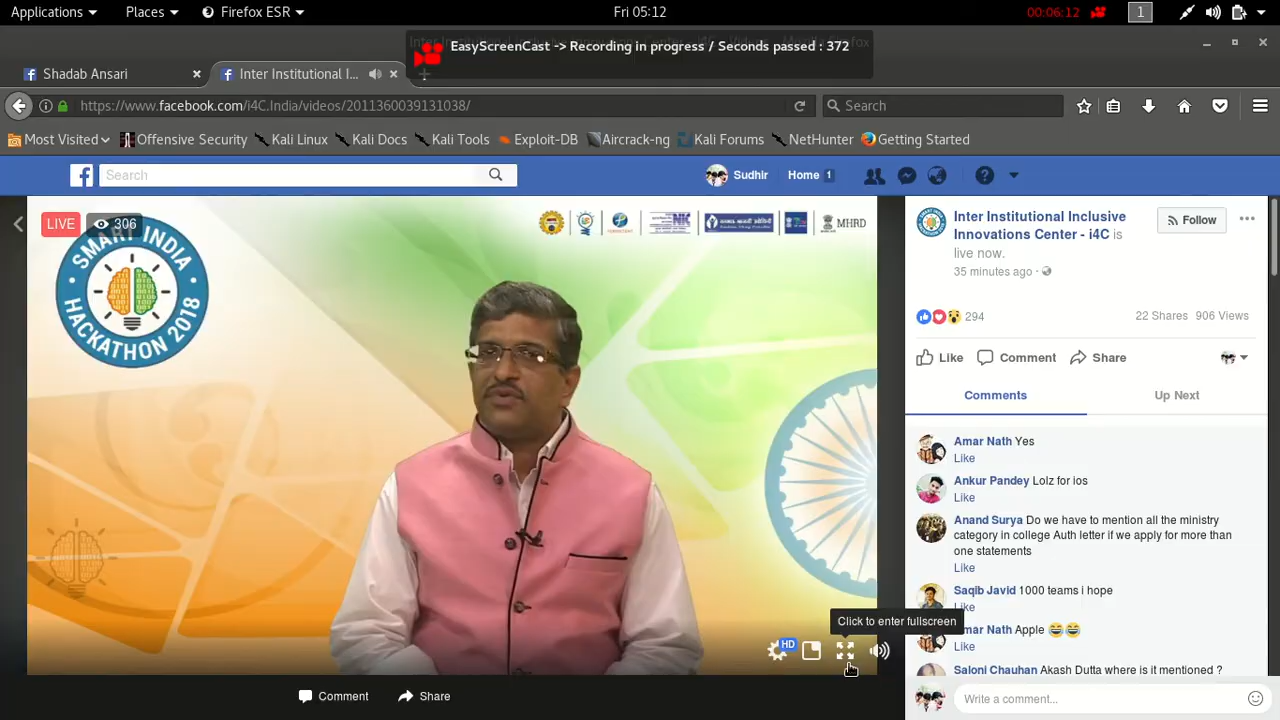 Applications
Places
Firefox ESR
Fri 05:12
00:06:12
1
EasyScreenCast -> Recording in progress / Seconds passed : 372
Shadab Ansari
Inter Institutional I...
https://www.facebook.com/i4C.India/videos/2011360039131038/
Search
Most Visited
Offensive Security
Kali Linux
Kali Docs
Kali Tools
Exploit-DB
Aircrack-ng
Kali Forums
NetHunter
Getting Started
Search
Sudhir
Home 1
LIVE
306
SMART INDIA
HACKATHON 2018
MHRD
Inter Institutional Inclusive
Innovations Center - i4C is
live now.
35 minutes ago ·
Follow
294
22 Shares 906 Views
Like
Comment
Share
Comments
Up Next
Amar Nath Yes
Like
Ankur Pandey Lolz for ios
Like
Anand Surya Do we have to mention all the ministry
category in college Auth letter if we apply for more than
one statements
Like
Saqib Javid 1000 teams i hope
Like
Amar Nath Apple 😂😂
Like
Saloni Chauhan Akash Dutta where is it mentioned ?
Click to enter fullscreen
HD
Comment
Share
Write a comment...